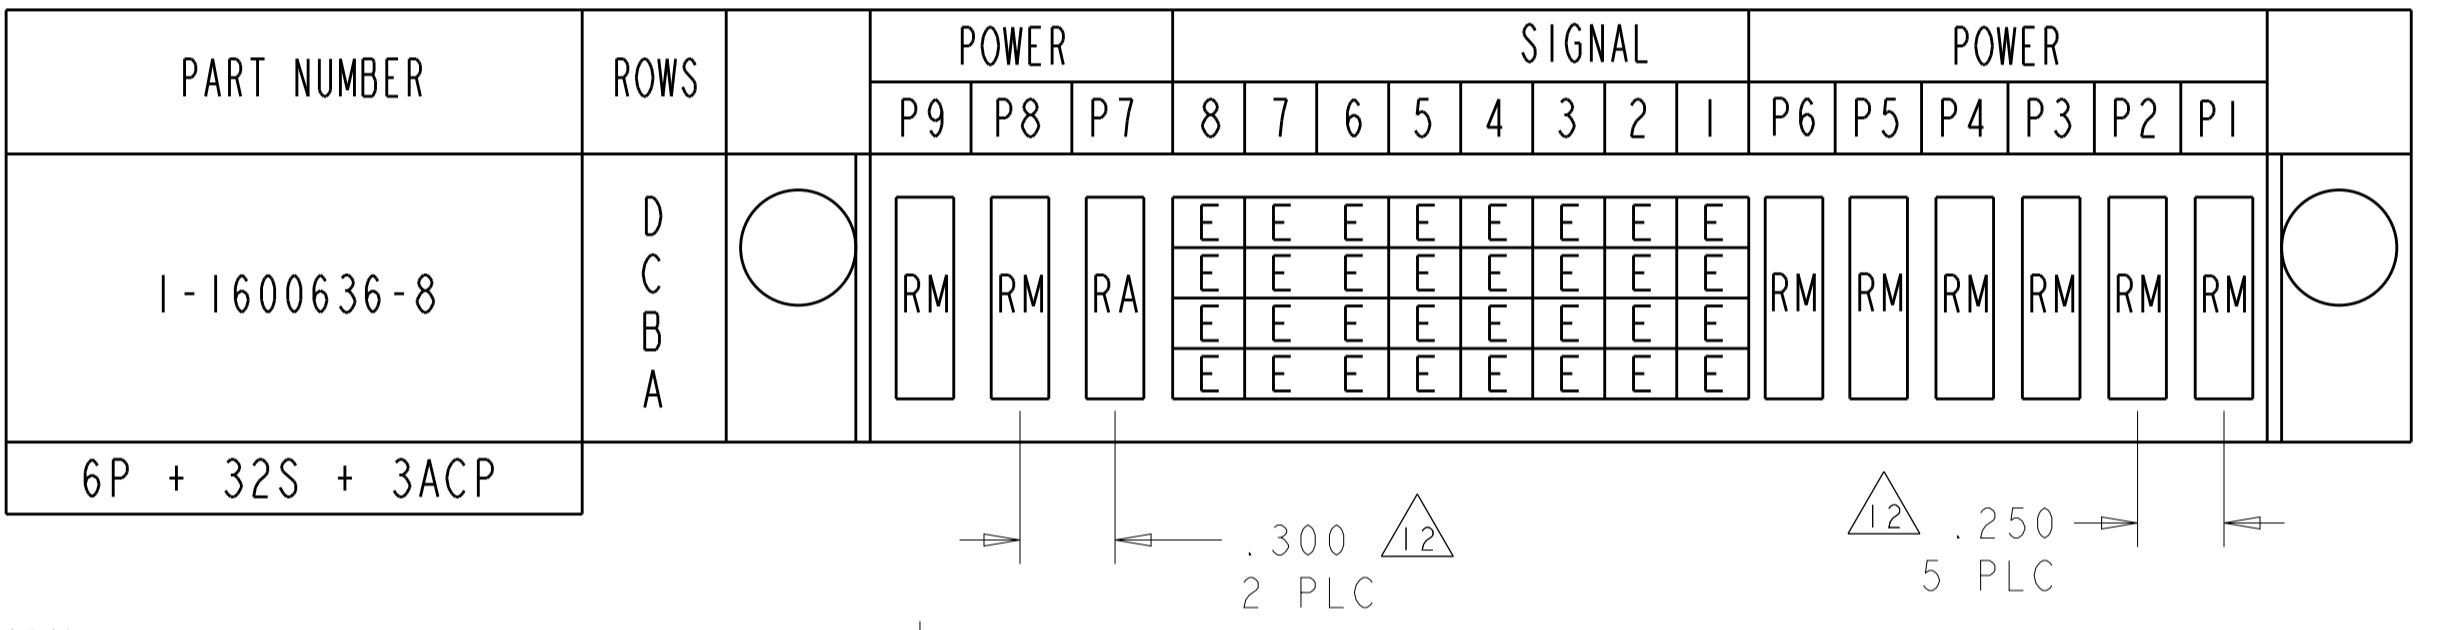 PART NUMBER ROWS POWER SIGNAL POWER
P9 P8 P7 8 7 6 5 4 3 2 1 P6 P5 P4 P3 P2 P1
D E E E E E E E E
C E E E E E E E E
1-1600636-8 RM RM RA RM RM RM RM RM RM
B E E E E E E E E
A E E E E E E E E
6P + 32S + 3ACP
.300 12
2 PLC
12 .250
5 PLC